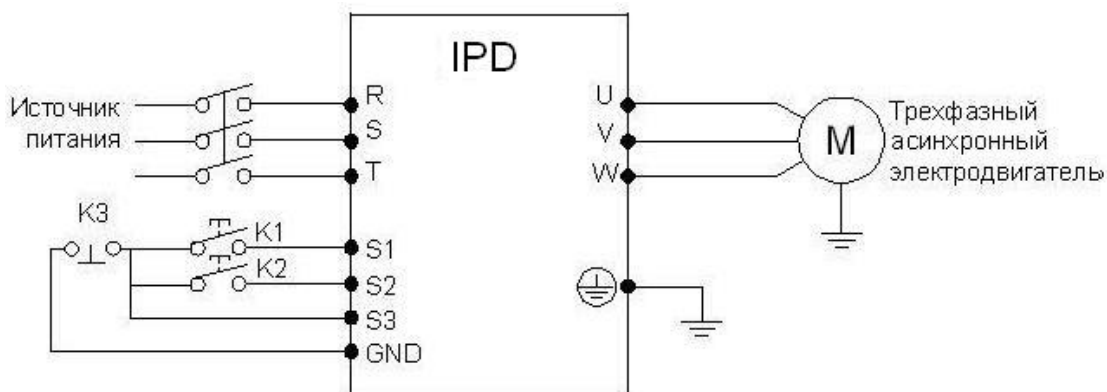 IPD
Источник
питания
R
S
T
U
V
W
M
Трехфазный
асинхронный
электродвигатель
K3
K1
K2
S1
S2
S3
GND